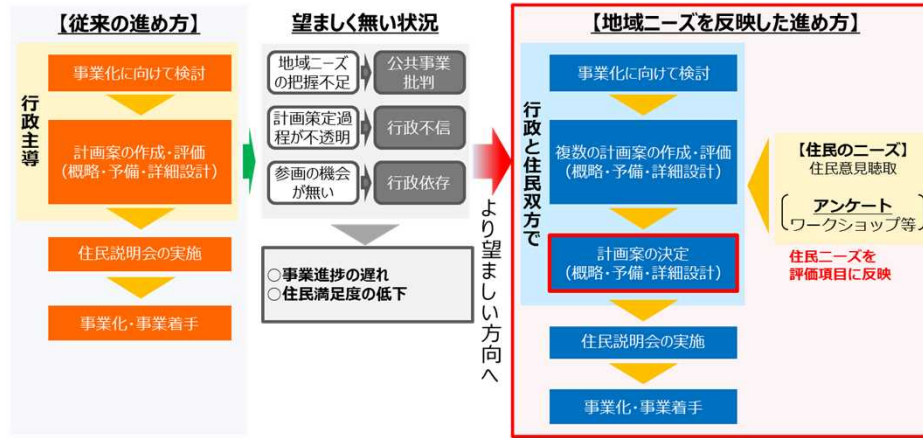 【従来の進め方】
行政主導
事業化に向けて検討
計画案の作成・評価
(概略・予備・詳細設計)
住民説明会の実施
事業化・事業着手
望ましく無い状況
地域ニーズ
の把握不足
公共事業
批判
計画策定過
程が不透明
行政不信
参画の機会
が無い
行政依存
○事業進捗の遅れ
○住民満足度の低下
より望ましい方向へ
【地域ニーズを反映した進め方】
行政と住民双方で
事業化に向けて検討
複数の計画案の作成・評価
(概略・予備・詳細設計)
計画案の決定
(概略・予備・詳細設計)
住民説明会の実施
事業化・事業着手
【住民のニーズ】
住民意見聴取
アンケート
ワークショップ等
住民ニーズを
評価項目に反映